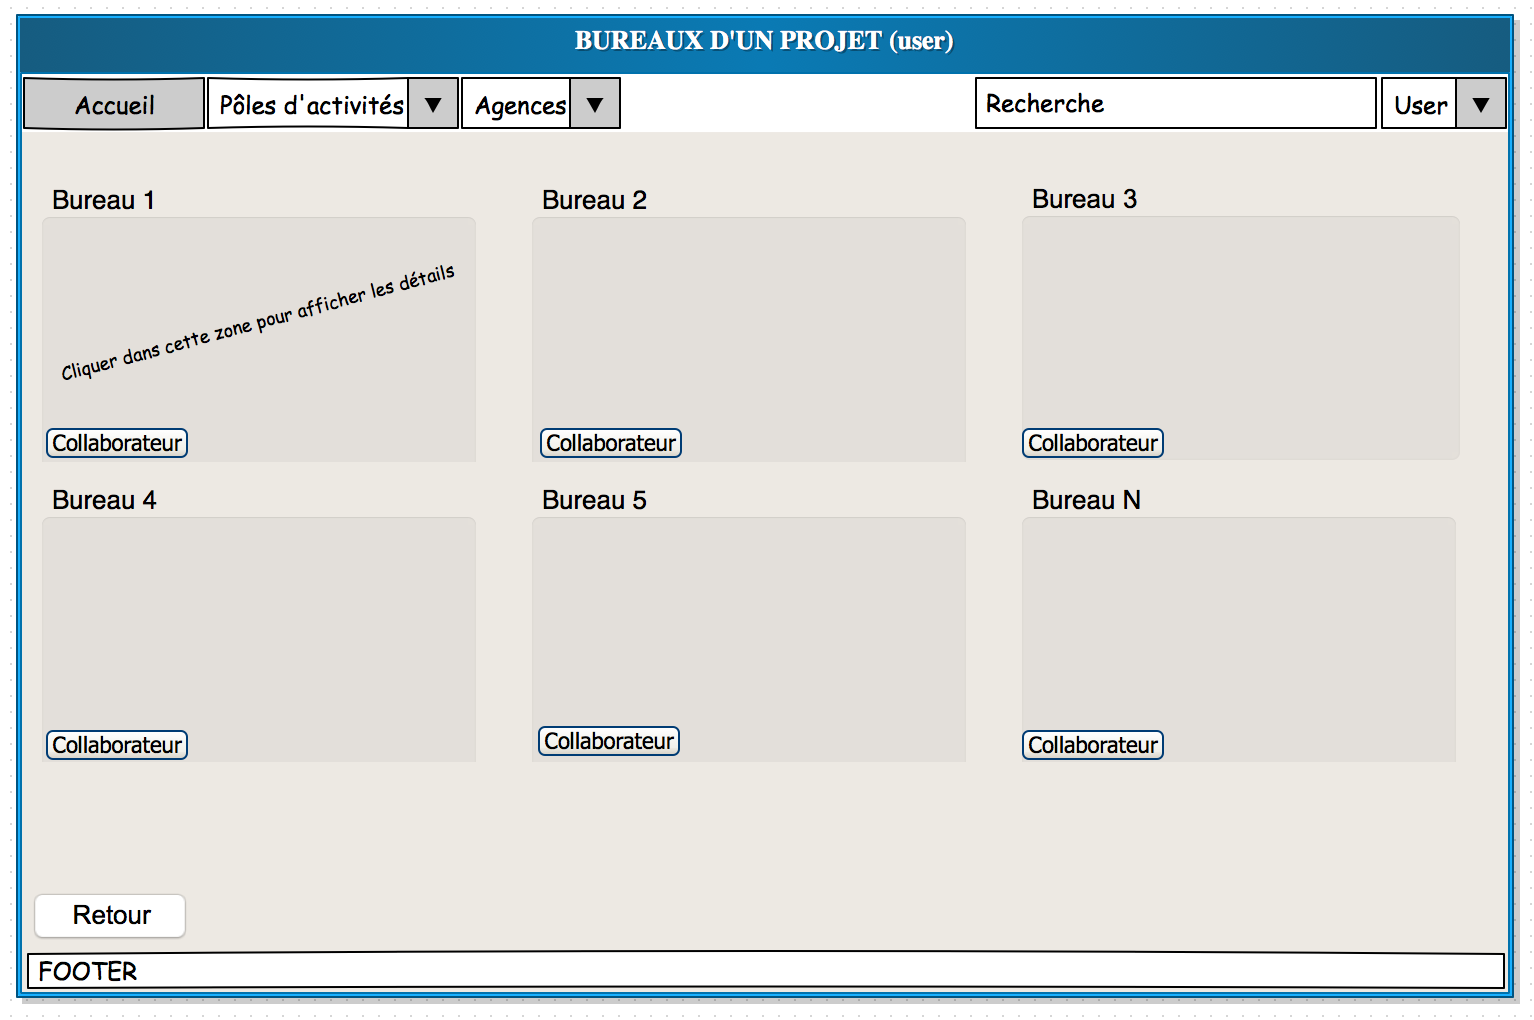 BUREAUX D'UN PROJET (user)
Accueil
Pôles d'activités
Agences
Recherche
User
Bureau 1
Bureau 2
Bureau 3
Cliquer dans cette zone pour afficher les détails
Collaborateur
Collaborateur
Collaborateur
Bureau 4
Bureau 5
Bureau N
Collaborateur
Collaborateur
Collaborateur
Retour
FOOTER